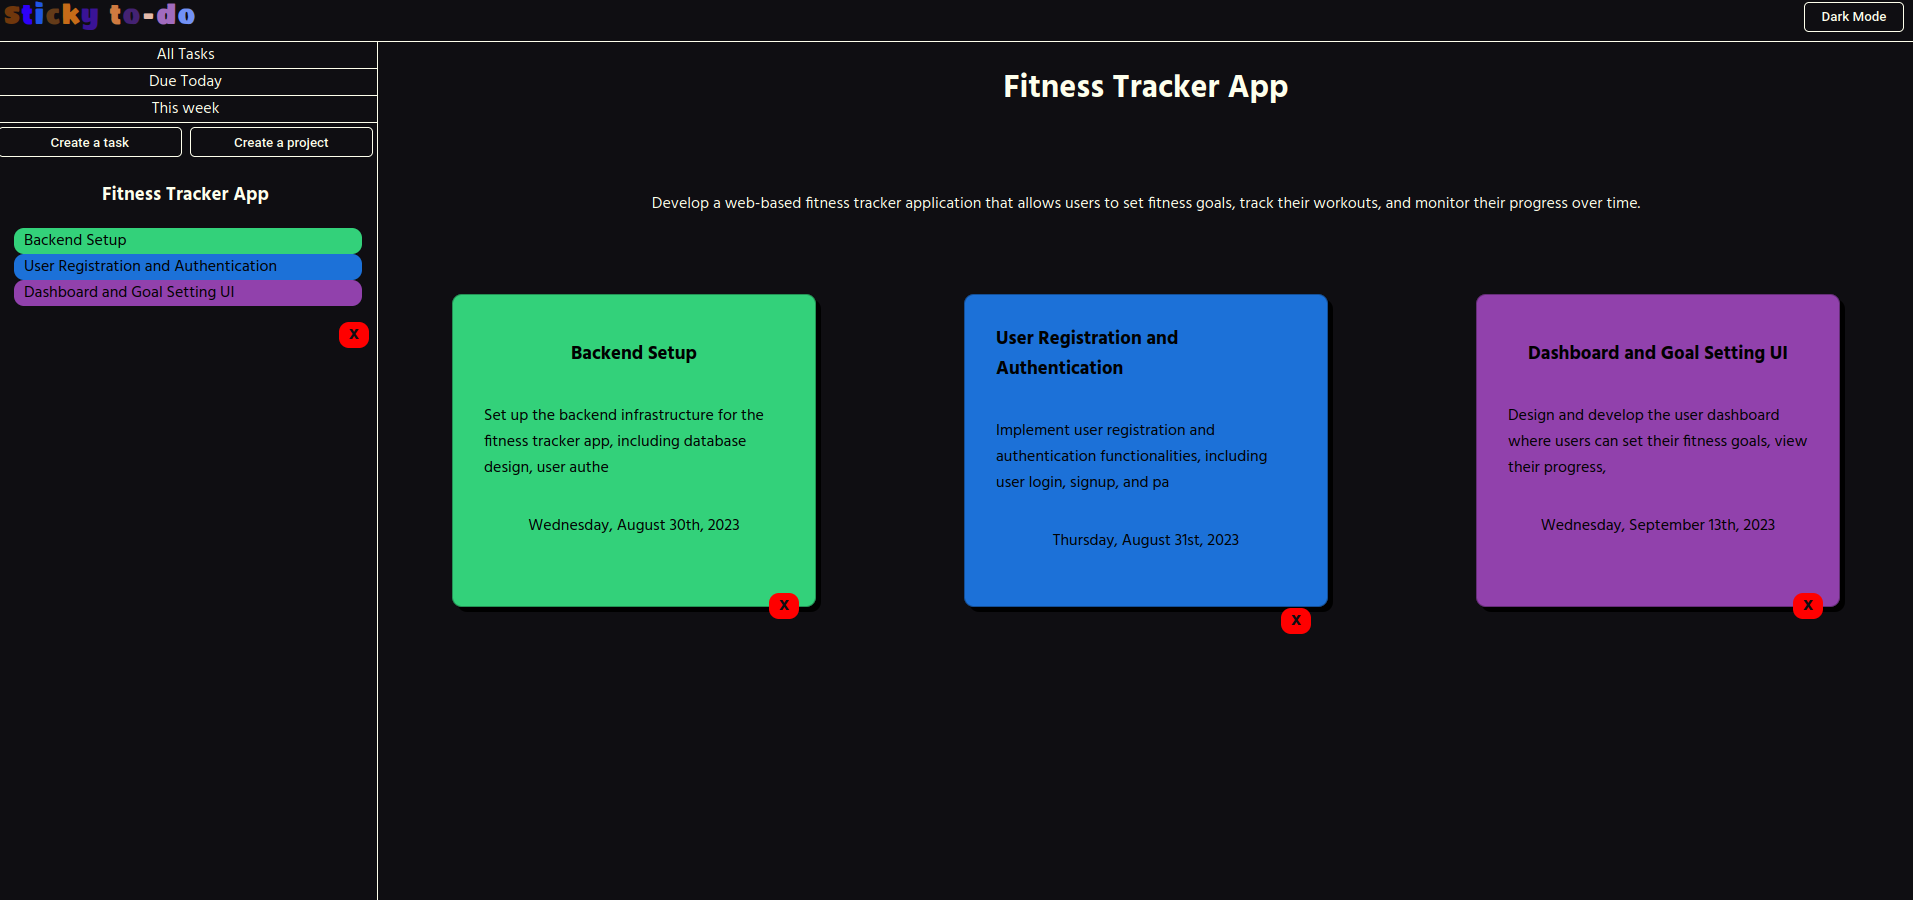 sticky to-do
Dark Mode
All Tasks
Due Today
This week
Create a task
Create a project
Fitness Tracker App
Backend Setup
User Registration and Authentication
Dashboard and Goal Setting UI
X
Fitness Tracker App
Develop a web-based fitness tracker application that allows users to set fitness goals, track their workouts, and monitor their progress over time.
Backend Setup
Set up the backend infrastructure for the
fitness tracker app, including database
design, user authe
Wednesday, August 30th, 2023
X
User Registration and
Authentication
Implement user registration and
authentication functionalities, including
user login, signup, and pa
Thursday, August 31st, 2023
X
Dashboard and Goal Setting UI
Design and develop the user dashboard
where users can set their fitness goals, view
their progress,
Wednesday, September 13th, 2023
X